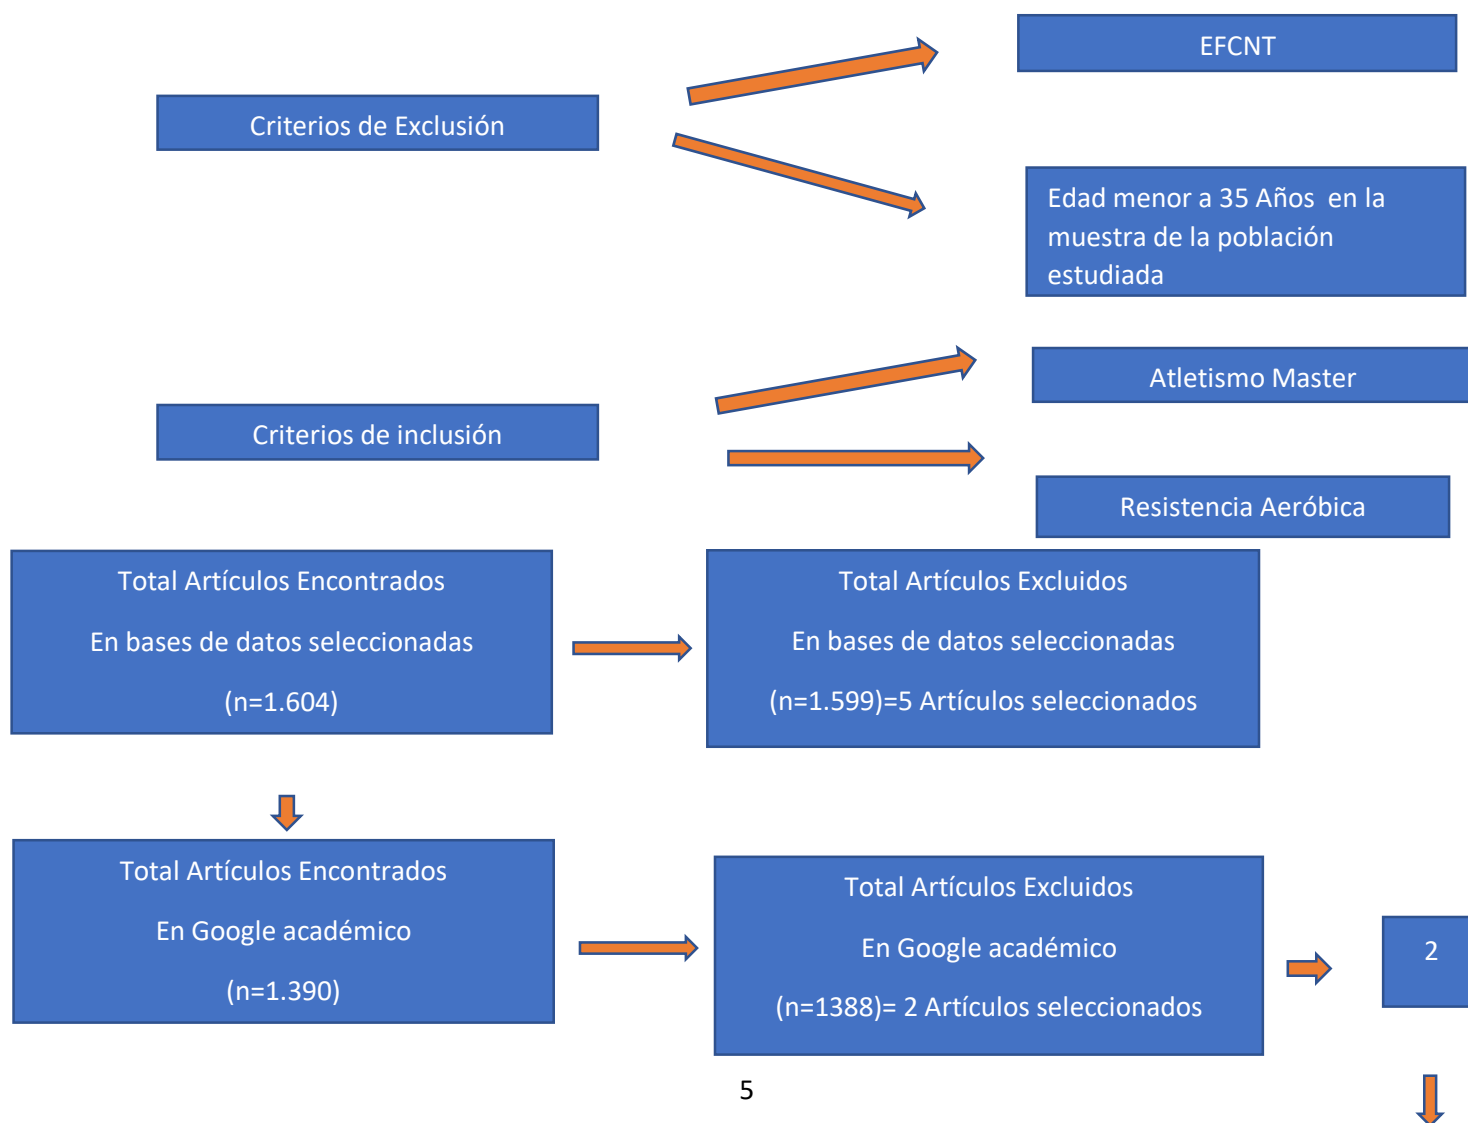 EFCNT
Criterios de Exclusión
Edad menor a 35 Años en la
muestra de la población
estudiada
Atletismo Master
Criterios de inclusión
Resistencia Aeróbica
Total Artículos Encontrados
En bases de datos seleccionadas
(n=1.604)
Total Artículos Excluidos
En bases de datos seleccionadas
(n=1.599)=5 Artículos seleccionados
Total Artículos Encontrados
En Google académico
(n=1.390)
Total Artículos Excluidos
En Google académico
(n=1388)= 2 Artículos seleccionados
2
5